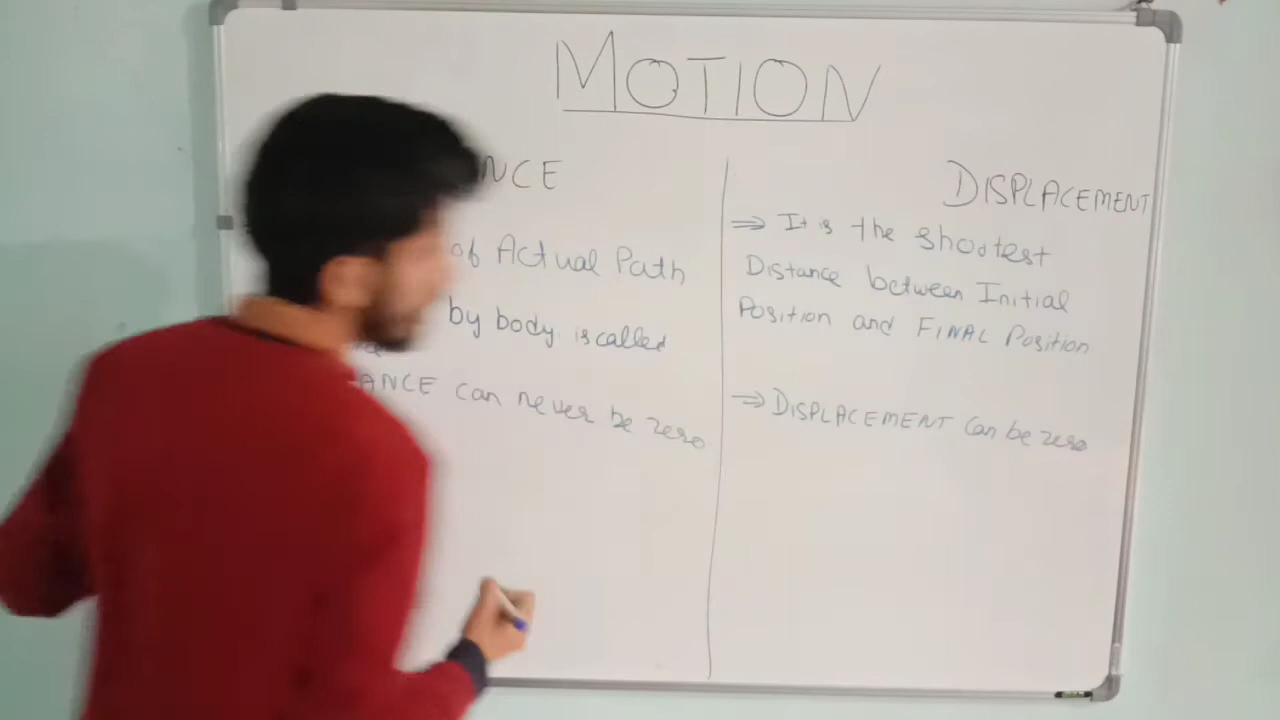 MOTION
NCE
of Actual Path
by body is called
ANCE can never be zero
DISPLACEMENT
⇒ It is the shootest
Distance between Initial
Position and FINAL Position
⇒ DISPLACEMENT Can be zero